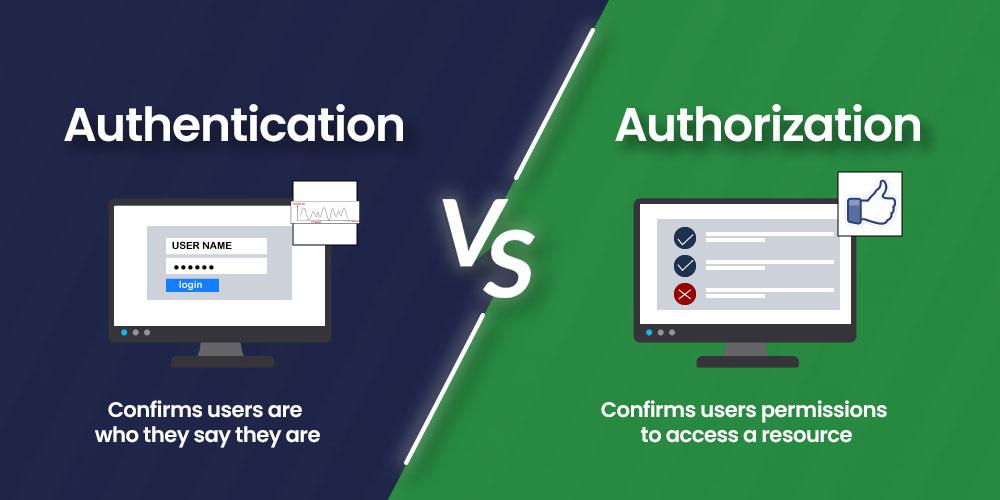 Authentication
Authorization
VS
USER NAME
••••••
login
Confirms users are
who they say they are
Confirms users permissions
to access a resource